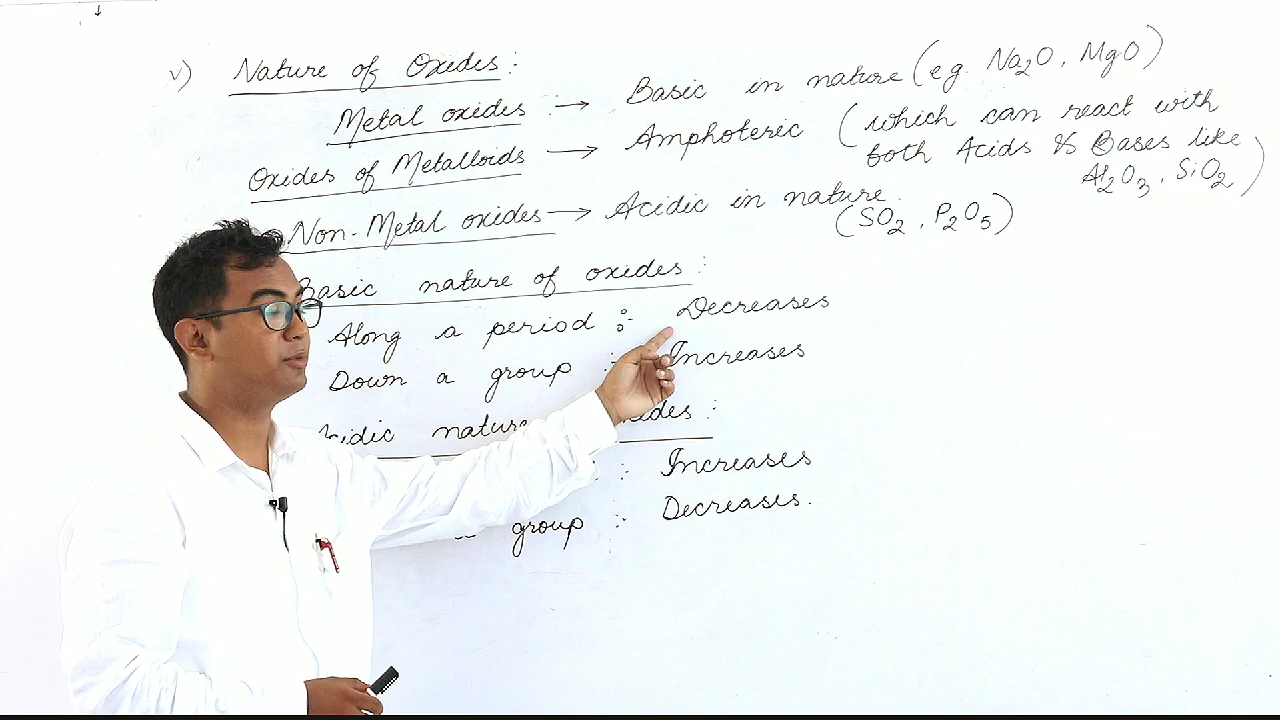 v) Nature of Oxides:
Metal oxides :→ Basic in nature (eg. Na₂O, MgO)
Oxides of Metalloids → Amphoteric (which can react with
both Acids & Bases like
Al₂O₃, SiO₂)
Non-Metal oxides → Acidic in nature.
(SO₂, P₂O₅)
Basic nature of oxides:
Along a period :- Decreases
Down a group : Increases
nature :
: Increases
group :- Decreases.